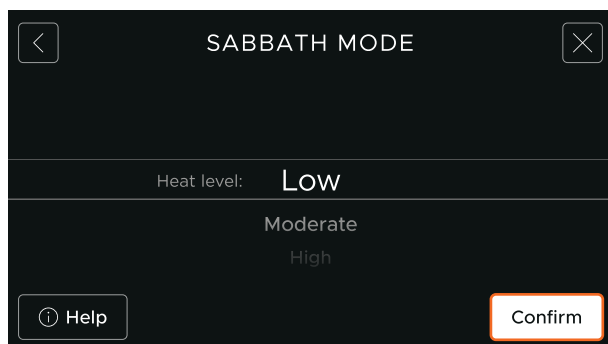 SABBATH MODE
Heat level: Low
Moderate
High
Help
Confirm